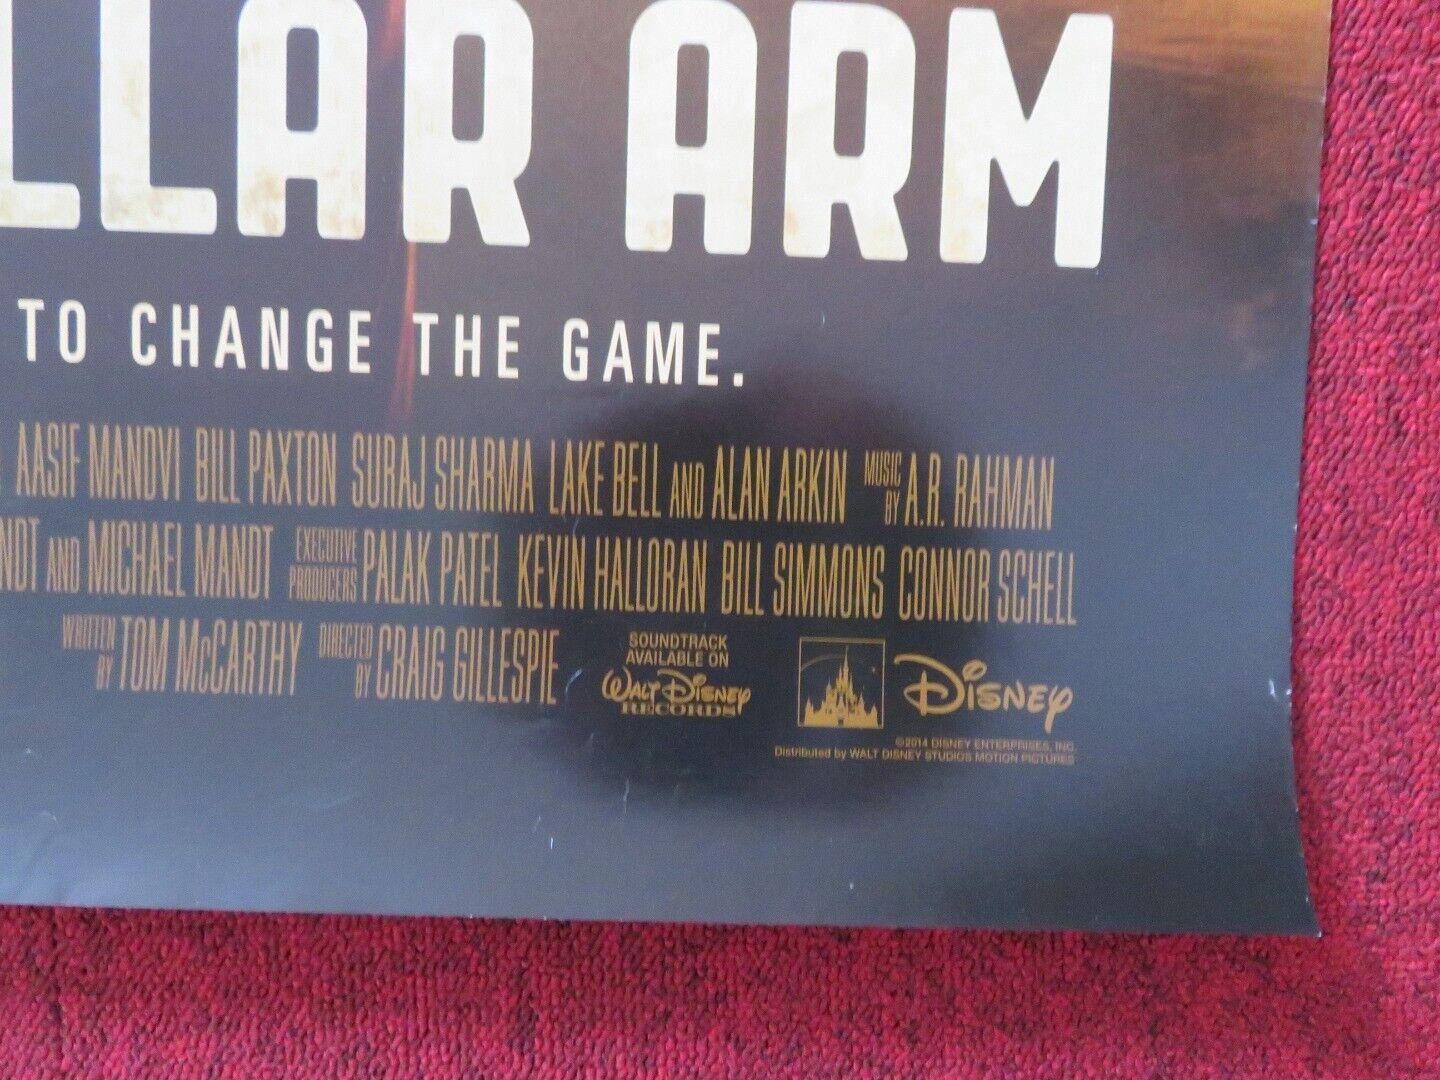 LLAR ARM
TO CHANGE THE GAME.
AASIF MANDVI BILL PAXTON SURAJ SHARMA LAKE BELL AND ALAN ARKIN MUSIC BY A.R. RAHMAN
NDT AND MICHAEL MANDT EXECUTIVE PRODUCERS PALAK PATEL KEVIN HALLORAN BILL SIMMONS CONNOR SCHELL
WRITTEN BY TOM McCARTHY DIRECTED BY CRAIG GILLESPIE
SOUNDTRACK
AVAILABLE ON
WALT DISNEY
RECORDS
DISNEY
©2014 DISNEY ENTERPRISES, INC.
Distributed by WALT DISNEY STUDIOS MOTION PICTURES